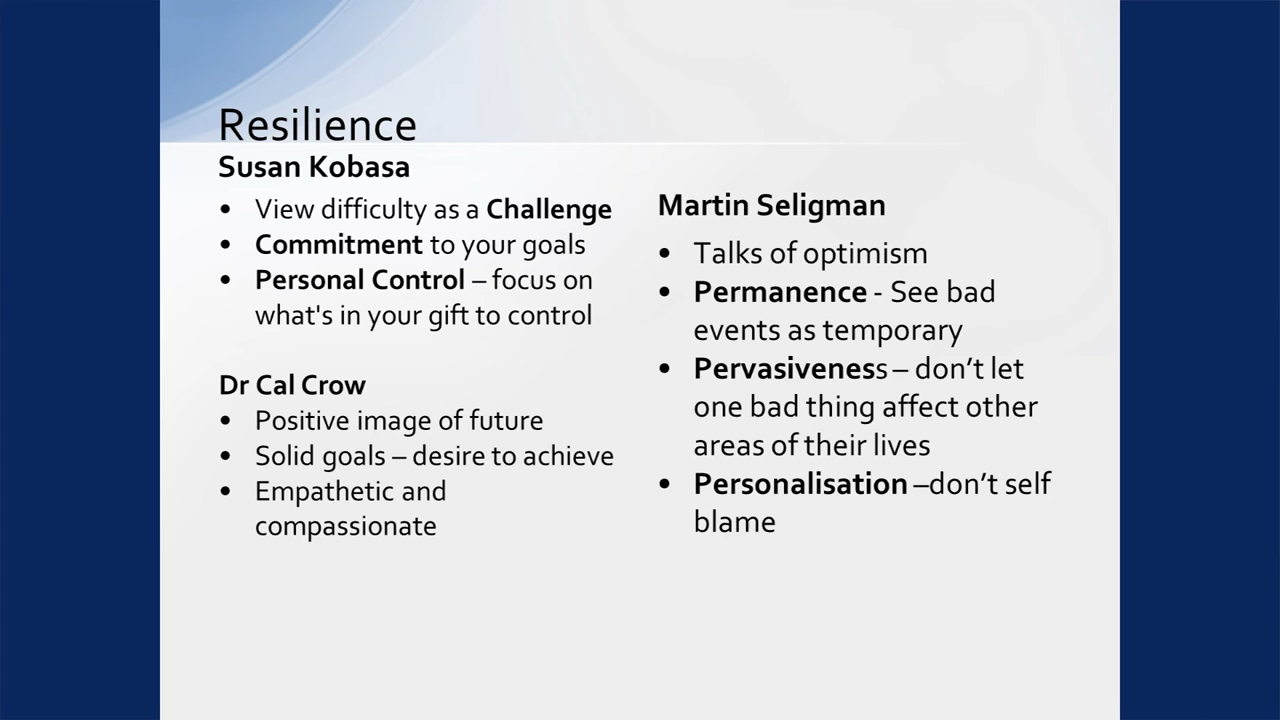 Resilience
Susan Kobasa
• View difficulty as a Challenge
• Commitment to your goals
• Personal Control – focus on
what's in your gift to control
Dr Cal Crow
• Positive image of future
• Solid goals – desire to achieve
• Empathetic and
compassionate
Martin Seligman
• Talks of optimism
• Permanence - See bad
events as temporary
• Pervasiveness – don’t let
one bad thing affect other
areas of their lives
• Personalisation –don’t self
blame